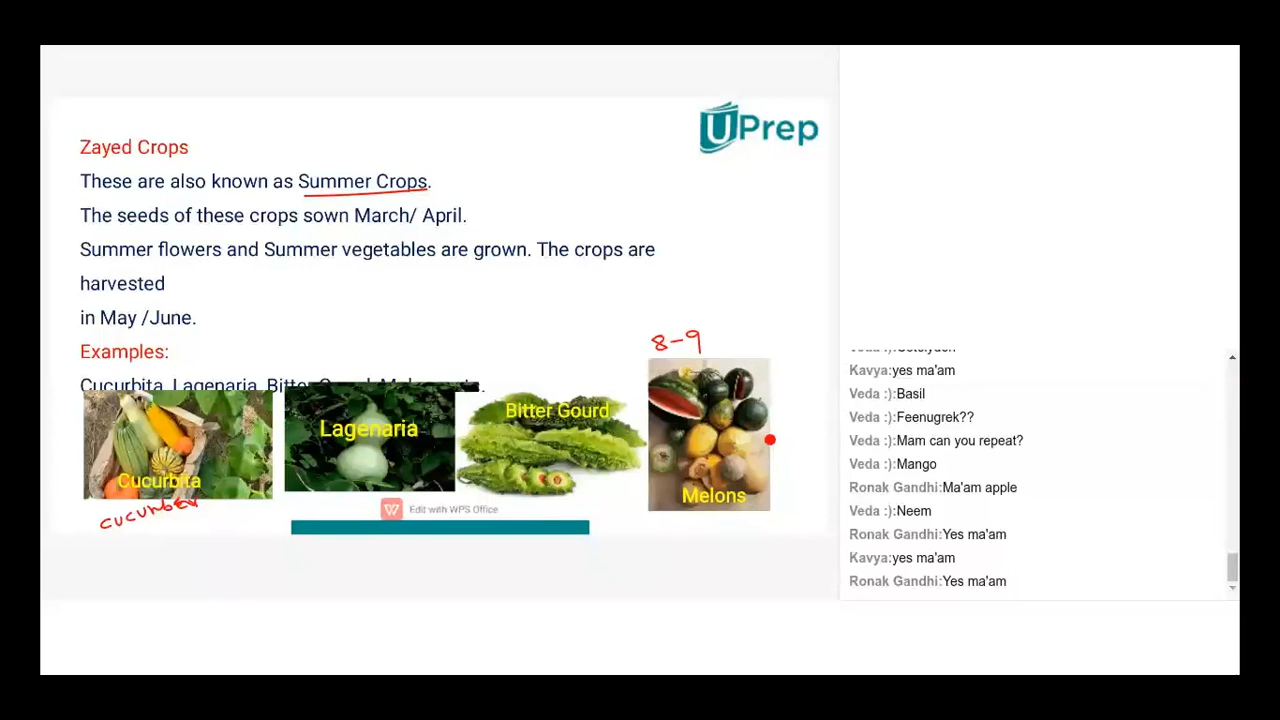 UPrep
Zayed Crops
These are also known as Summer Crops.
The seeds of these crops sown March/ April.
Summer flowers and Summer vegetables are grown. The crops are
harvested
in May /June.
8-9
Examples:
Cucurbita, Lagenaria, Bitter
Cucurbita
Lagenaria
Bitter Gourd
Melons
cucumber
Edit with WPS Office
Kavya:yes ma'am
Veda :):Basil
Veda :):Feenugrek??
Veda :):Mam can you repeat?
Veda :):Mango
Ronak Gandhi:Ma'am apple
Veda :):Neem
Ronak Gandhi:Yes ma'am
Kavya:yes ma'am
Ronak Gandhi:Yes ma'am